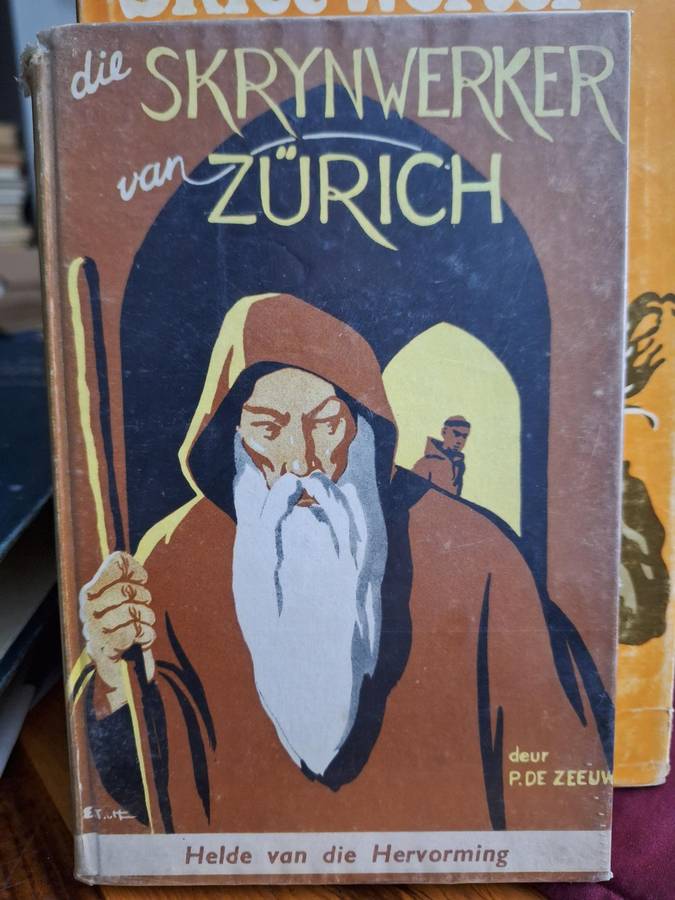 die SKRYNWERKER
van ZÜRICH
deur
P. DE ZEEUW
Helde van die Hervorming